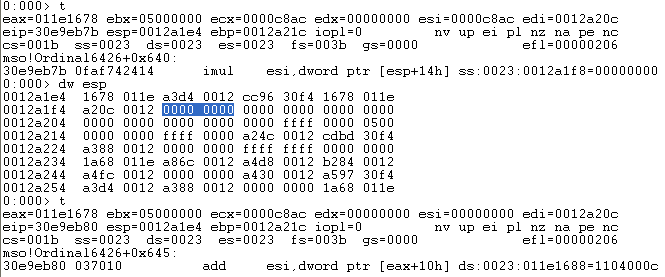 0:000> t
eax=011e1678 ebx=05000000 ecx=0000c8ac edx=00000000 esi=0000c8ac edi=0012a20c
eip=30e9eb7b esp=0012a1e4 ebp=0012a21c iopl=0         nv up ei pl nz na pe nc
cs=001b  ss=0023  ds=0023  es=0023  fs=003b  gs=0000             efl=00000206
mso!Ordinal6426+0x640:
30e9eb7b 0faf742414      imul    esi,dword ptr [esp+14h] ss:0023:0012a1f8=00000000
0:000> dw esp
0012a1e4  1678 011e a3d4 0012 cc96 30f4 1678 011e
0012a1f4  a20c 0012 0000 0000 0000 0000 0000 0000
0012a204  0000 0000 0000 0000 0000 ffff 0000 0500
0012a214  0000 0000 ffff 0000 a24c 0012 cdbd 30f4
0012a224  a388 0012 0000 0000 ffff ffff 0000 0000
0012a234  1a68 011e a86c 0012 a4d8 0012 b284 0012
0012a244  a4fc 0012 0000 0000 a430 0012 a597 30f4
0012a254  a3d4 0012 a388 0012 0000 0000 1a68 011e
0:000> t
eax=011e1678 ebx=05000000 ecx=0000c8ac edx=00000000 esi=00000000 edi=0012a20c
eip=30e9eb80 esp=0012a1e4 ebp=0012a21c iopl=0         nv up ei pl nz na pe nc
cs=001b  ss=0023  ds=0023  es=0023  fs=003b  gs=0000             efl=00000206
mso!Ordinal6426+0x645:
30e9eb80 037010          add     esi,dword ptr [eax+10h] ds:0023:011e1688=1104000c